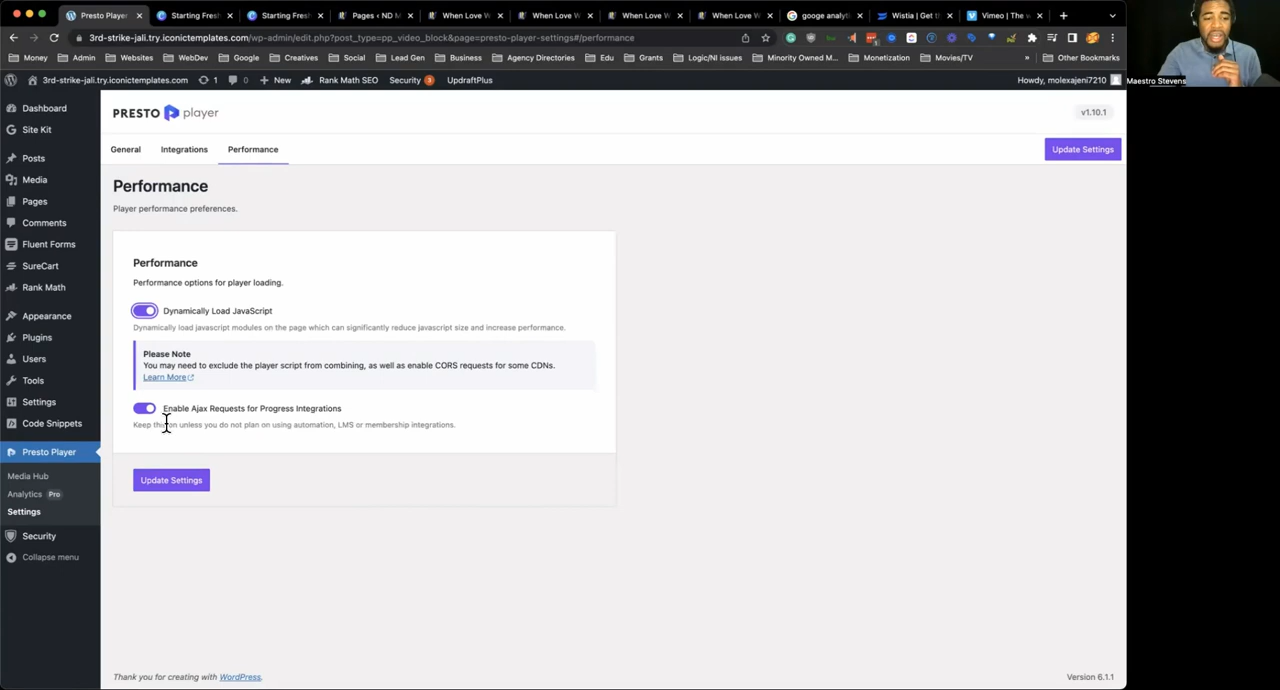 Presto Player
Starting Fresh
Starting Fresh
Pages ‹ ND M
When Love W
When Love W
When Love W
When Love W
googe analyti
Wistia | Get t
Vimeo | The w
3rd-strike-jali.try.iconictemplates.com/wp-admin/edit.php?post_type=pp_video_block&page=presto-player-settings#/performance
Money
Admin
Websites
WebDev
Google
Creatives
Social
Lead Gen
Business
Agency Directories
Edu
Grants
Logic/NI issues
Minority Owned M...
Monetization
Movies/TV
»
Other Bookmarks
3rd-strike-jali.try.iconictemplates.com
1
0
New
Rank Math SEO
Security 3
UpdraftPlus
Howdy, molexajeni7210
Maestro Stevens
Dashboard
Site Kit
Posts
Media
Pages
Comments
Fluent Forms
SureCart
Rank Math
Appearance
Plugins
Users
Tools
Settings
Code Snippets
Presto Player
Media Hub
Analytics Pro
Settings
Security
Collapse menu
PRESTO player
v1.10.1
General
Integrations
Performance
Update Settings
Performance
Player performance preferences.
Performance
Performance options for player loading.
Dynamically Load JavaScript
Dynamically load javascript modules on the page which can significantly reduce javascript size and increase performance.
Please Note
You may need to exclude the player script from combining, as well as enable CORS requests for some CDNs.
Learn More
Enable Ajax Requests for Progress Integrations
Keep this on unless you do not plan on using automation, LMS or membership integrations.
Update Settings
Thank you for creating with WordPress.
Version 6.1.1